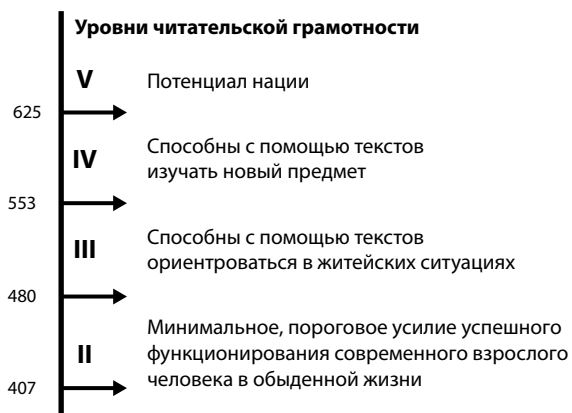 Уровни читательской грамотности
V
Потенциал нации
625
IV
Способны с помощью текстов
изучать новый предмет
553
III
Способны с помощью текстов
ориентроваться в житейских ситуациях
480
II
Минимальное, пороговое усилие успешного
функционирования современного взрослого
человека в обыденной жизни
407